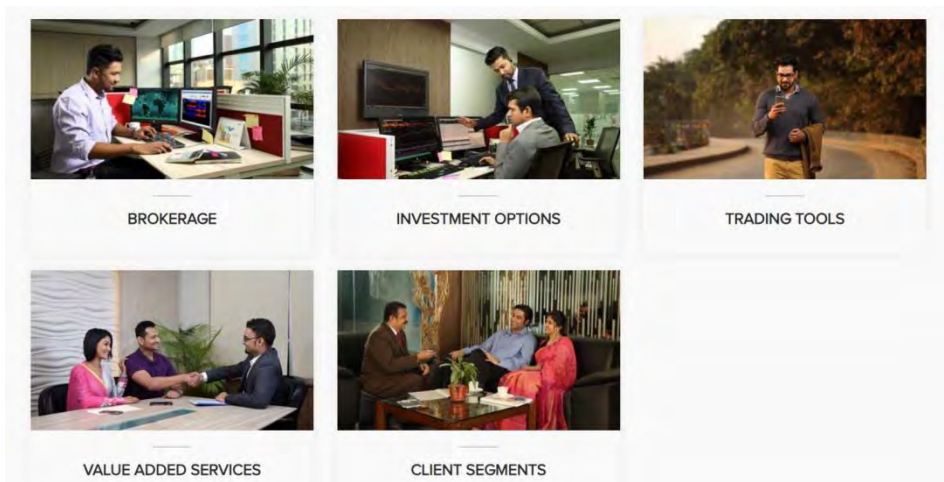 BROKERAGE
INVESTMENT OPTIONS
TRADING TOOLS
VALUE ADDED SERVICES
CLIENT SEGMENTS